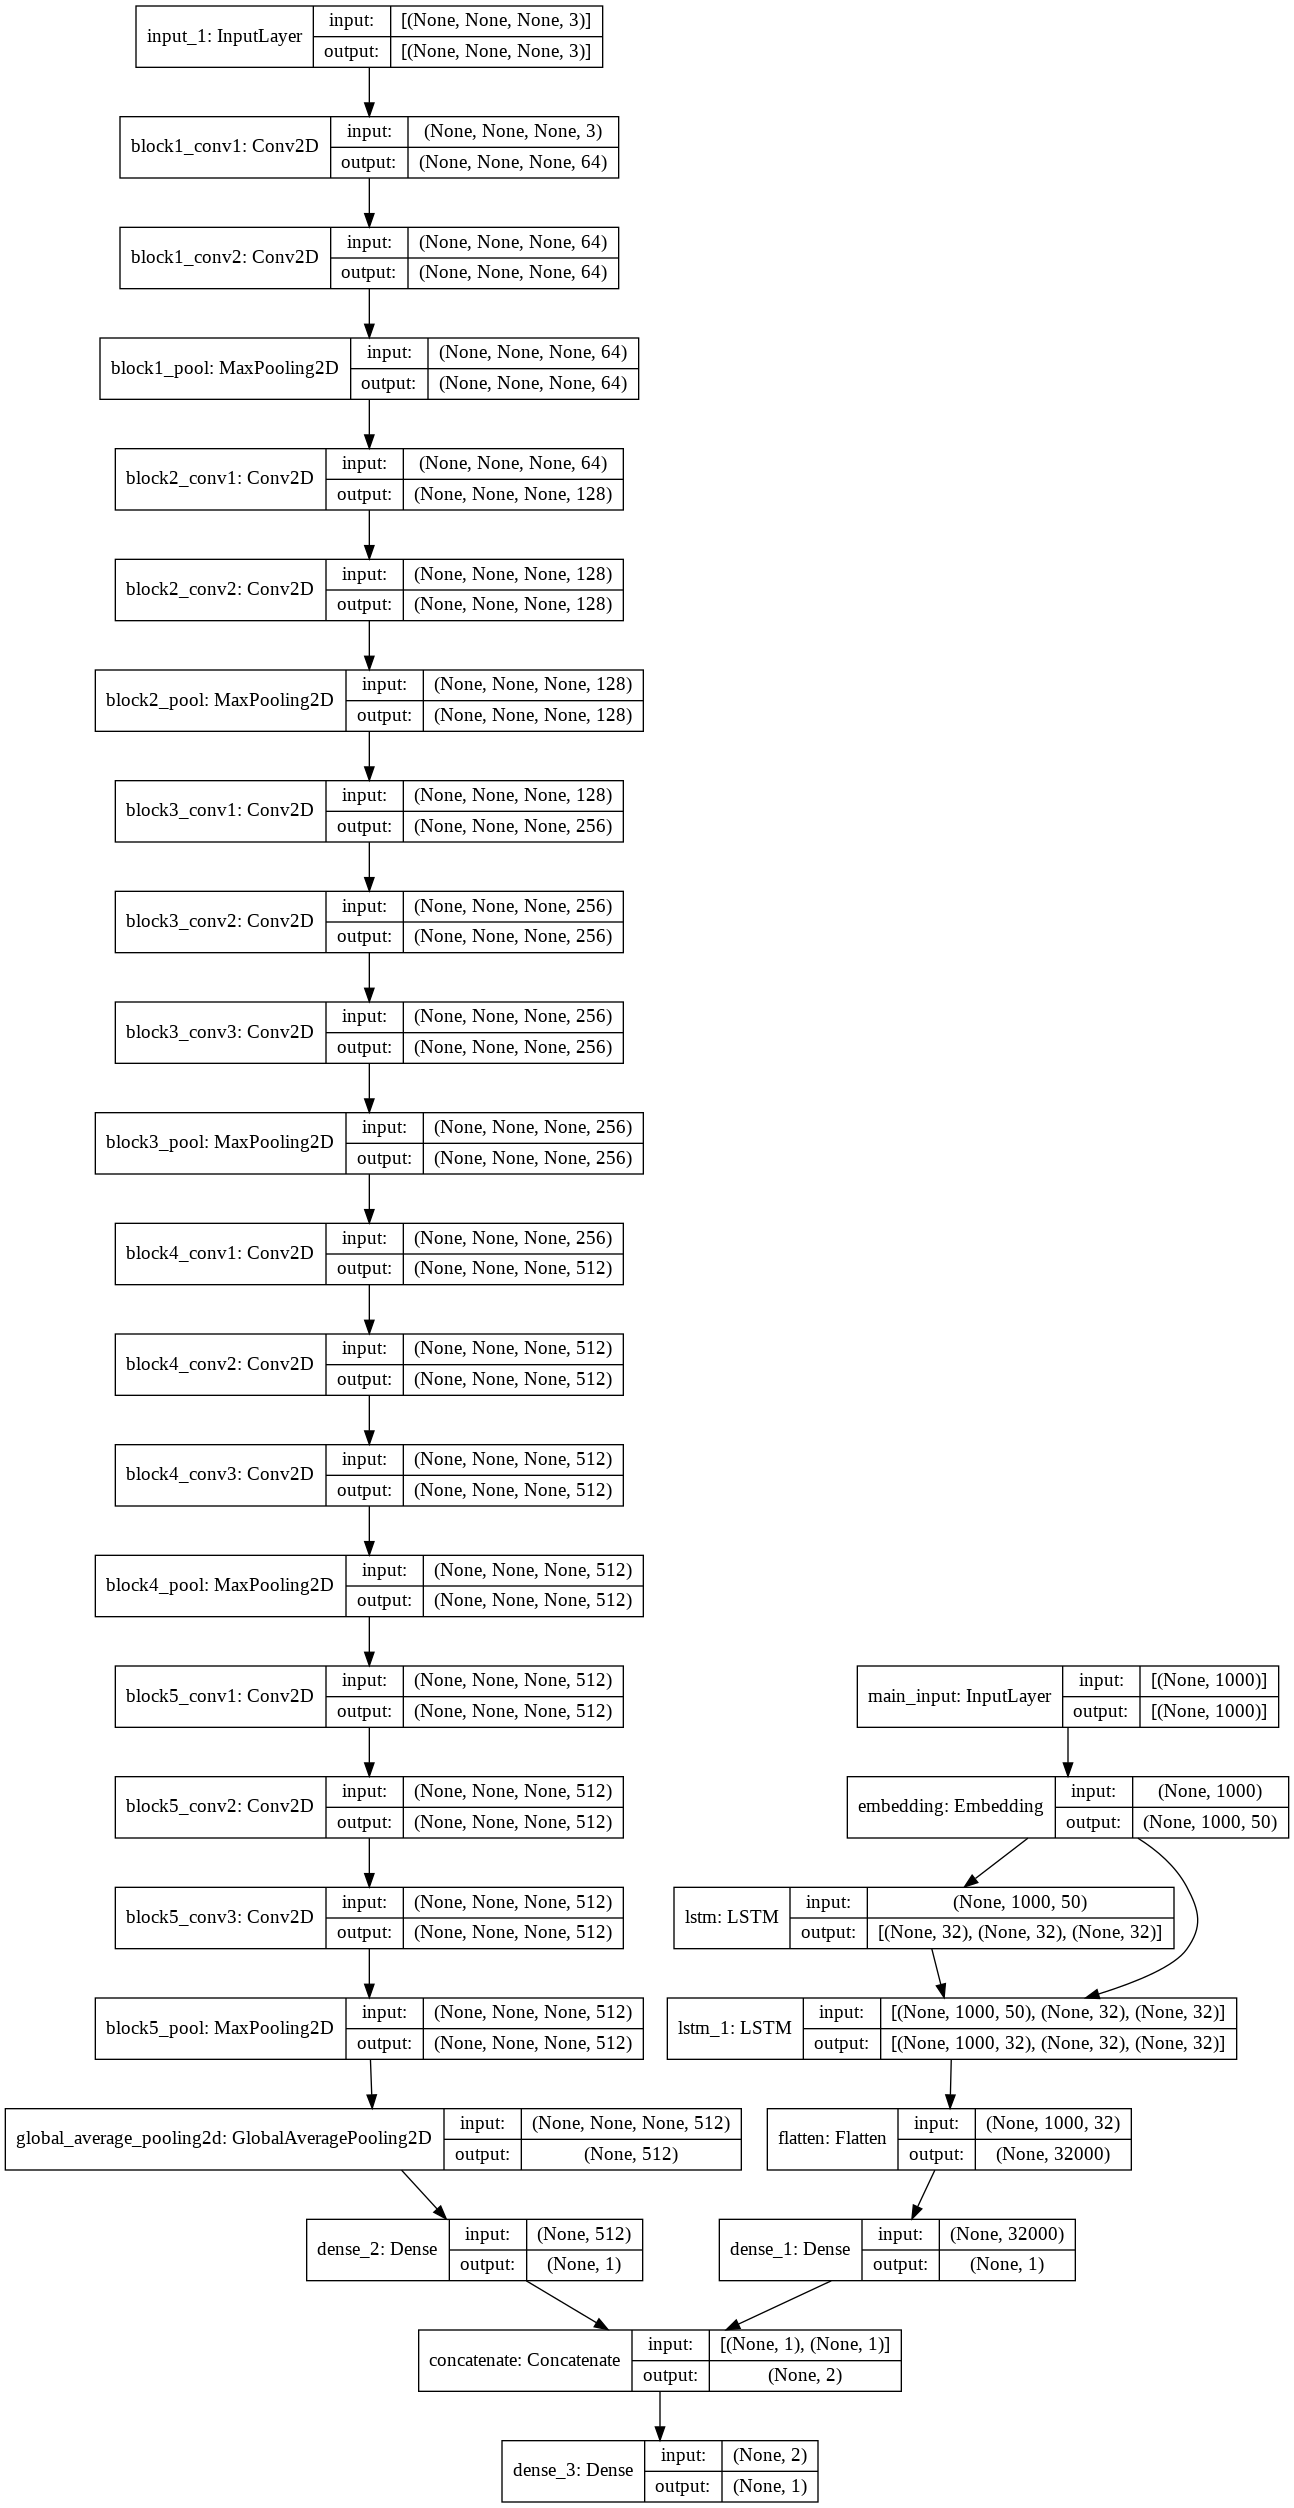 input_1: InputLayer
input: [(None, None, None, 3)]
output: [(None, None, None, 3)]
block1_conv1: Conv2D
input: (None, None, None, 3)
output: (None, None, None, 64)
block1_conv2: Conv2D
input: (None, None, None, 64)
output: (None, None, None, 64)
block1_pool: MaxPooling2D
input: (None, None, None, 64)
output: (None, None, None, 64)
block2_conv1: Conv2D
input: (None, None, None, 64)
output: (None, None, None, 128)
block2_conv2: Conv2D
input: (None, None, None, 128)
output: (None, None, None, 128)
block2_pool: MaxPooling2D
input: (None, None, None, 128)
output: (None, None, None, 128)
block3_conv1: Conv2D
input: (None, None, None, 128)
output: (None, None, None, 256)
block3_conv2: Conv2D
input: (None, None, None, 256)
output: (None, None, None, 256)
block3_conv3: Conv2D
input: (None, None, None, 256)
output: (None, None, None, 256)
block3_pool: MaxPooling2D
input: (None, None, None, 256)
output: (None, None, None, 256)
block4_conv1: Conv2D
input: (None, None, None, 256)
output: (None, None, None, 512)
block4_conv2: Conv2D
input: (None, None, None, 512)
output: (None, None, None, 512)
block4_conv3: Conv2D
input: (None, None, None, 512)
output: (None, None, None, 512)
block4_pool: MaxPooling2D
input: (None, None, None, 512)
output: (None, None, None, 512)
block5_conv1: Conv2D
input: (None, None, None, 512)
output: (None, None, None, 512)
main_input: InputLayer
input: [(None, 1000)]
output: [(None, 1000)]
block5_conv2: Conv2D
input: (None, None, None, 512)
output: (None, None, None, 512)
embedding: Embedding
input: (None, 1000)
output: (None, 1000, 50)
block5_conv3: Conv2D
input: (None, None, None, 512)
output: (None, None, None, 512)
lstm: LSTM
input: (None, 1000, 50)
output: [(None, 32), (None, 32), (None, 32)]
block5_pool: MaxPooling2D
input: (None, None, None, 512)
output: (None, None, None, 512)
lstm_1: LSTM
input: [(None, 1000, 50), (None, 32), (None, 32)]
output: [(None, 1000, 32), (None, 32), (None, 32)]
global_average_pooling2d: GlobalAveragePooling2D
input: (None, None, None, 512)
output: (None, 512)
flatten: Flatten
input: (None, 1000, 32)
output: (None, 32000)
dense_2: Dense
input: (None, 512)
output: (None, 1)
dense_1: Dense
input: (None, 32000)
output: (None, 1)
concatenate: Concatenate
input: [(None, 1), (None, 1)]
output: (None, 2)
dense_3: Dense
input: (None, 2)
output: (None, 1)